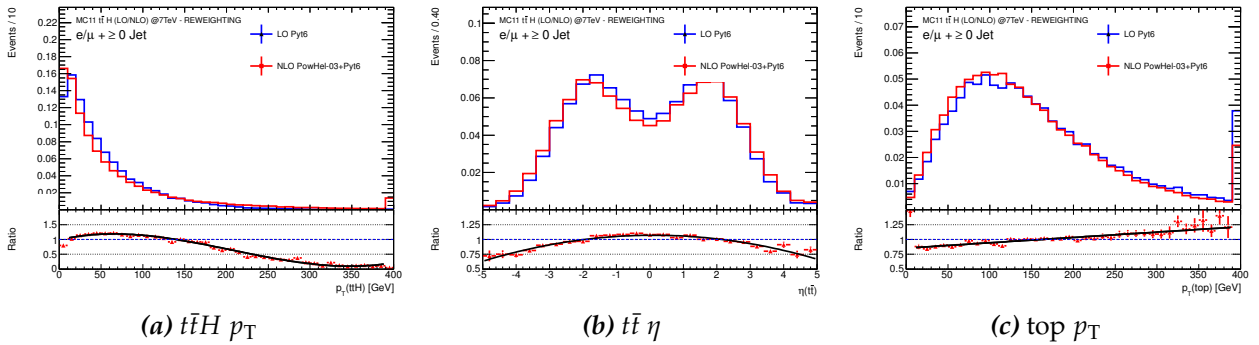 MC11 tt̄ H (LO/NLO) @7TeV - REWEIGHTING
e/μ + ≥ 0 Jet
LO Pyt6
NLO PowHel-03+Pyt6
Events / 10
0.2
0.18
0.16
0.14
0.12
0.1
0.08
0.06
0.04
0.02
Ratio
1.5
1
0.5
0
0 50 100 150 200 250 300 350 400
p_T(ttH) [GeV]
(a) tt̄H p_T
MC11 tt̄ H (LO/NLO) @7TeV - REWEIGHTING
e/μ + ≥ 0 Jet
LO Pyt6
NLO PowHel-03+Pyt6
Events / 0.40
0.1
0.08
0.06
0.04
0.02
Ratio
1.25
1
0.75
0.5
-5 -4 -3 -2 -1 0 1 2 3 4 5
η(tt̄)
(b) tt̄ η
MC11 tt̄ H (LO/NLO) @7TeV - REWEIGHTING
e/μ + ≥ 0 Jet
LO Pyt6
NLO PowHel-03+Pyt6
Events / 10
0.07
0.06
0.05
0.04
0.03
0.02
0.01
Ratio
1.25
1
0.75
0.5
0 50 100 150 200 250 300 350 400
p_T(top) [GeV]
(c) top p_T